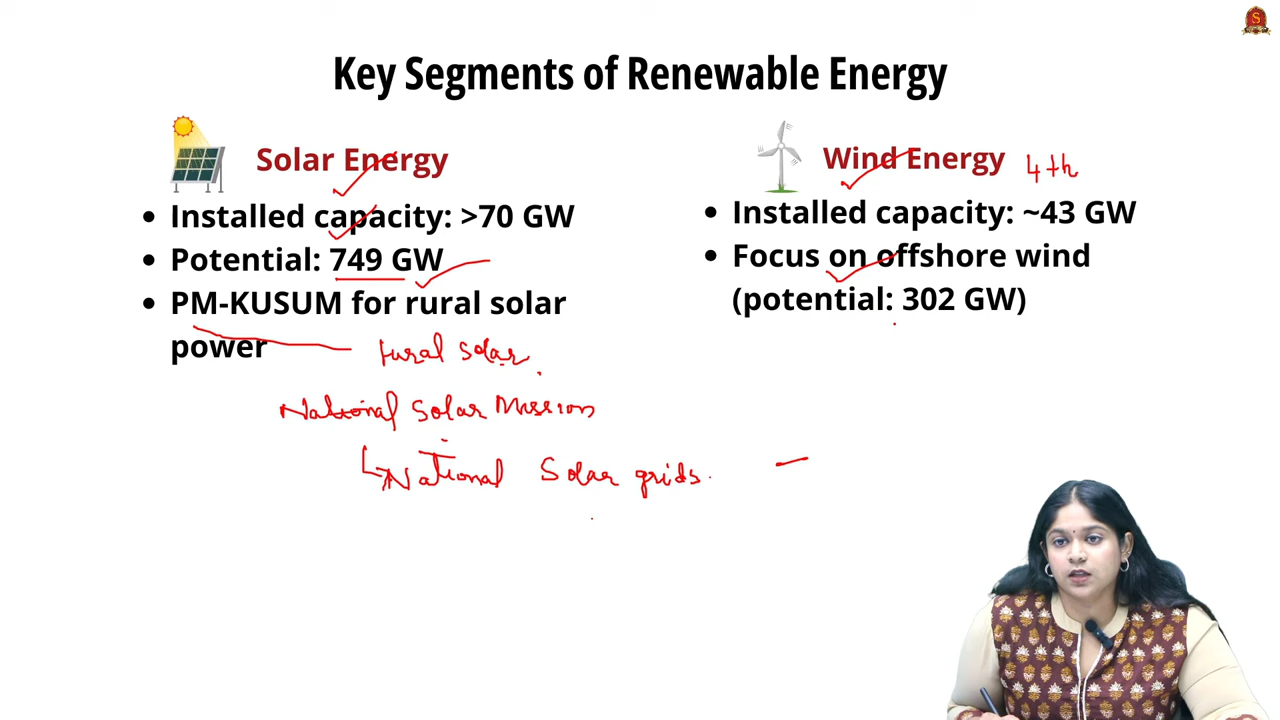 Key Segments of Renewable Energy
Solar Energy
• Installed capacity: >70 GW
• Potential: 749 GW
• PM-KUSUM for rural solar
power
rural solar
National Solar Mission
National Solar grids.
Wind Energy 4th
• Installed capacity: ~43 GW
• Focus on offshore wind
(potential: 302 GW)
S